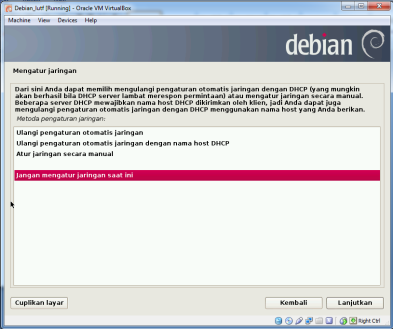 Debian_lutf [Running] - Oracle VM VirtualBox
Machine View Devices Help
debian
Mengatur jaringan
Dari sini Anda dapat memilih mengulangi pengaturan otomatis jaringan dengan DHCP (yang mungkin
akan berhasil bila DHCP server lambat merespon permintaan) atau mengatur jaringan secara manual.
Beberapa server DHCP mewajibkan nama host DHCP dikirimkan oleh klien, jadi Anda dapat juga
mengulangi pengaturan otomatis jaringan dengan DHCP menggunakan nama host yang Anda berikan.
Metoda pengaturan jaringan:
Ulangi pengaturan otomatis jaringan
Ulangi pengaturan otomatis jaringan dengan nama host DHCP
Atur jaringan secara manual
Jangan mengatur jaringan saat ini
Cuplikan layar
Kembali
Lanjutkan
Right Ctrl